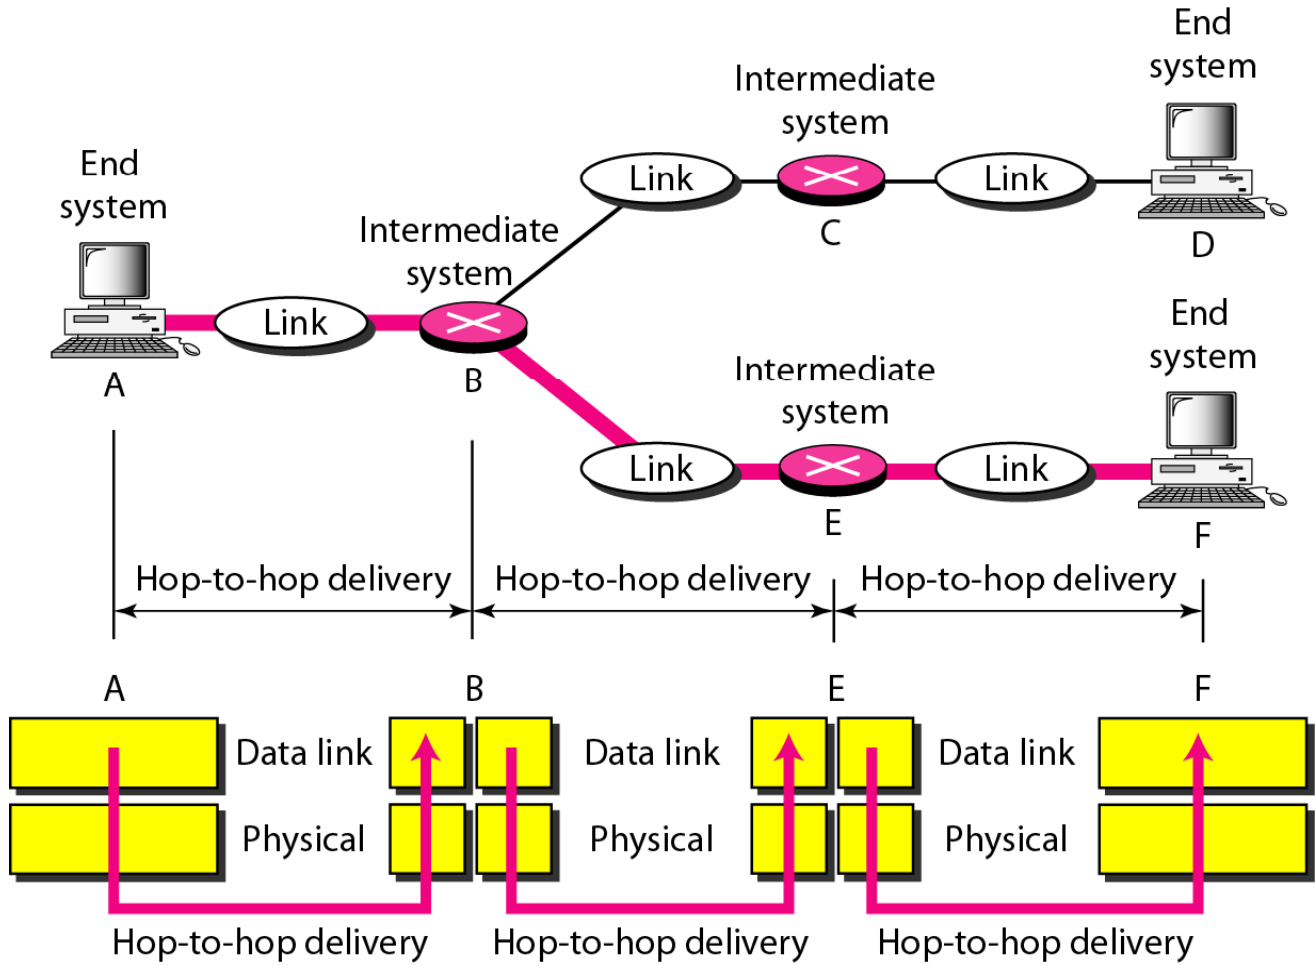 End
system
Intermediate
system
Link
Link
C
D
End
system
Intermediate
system
Link
A
B
End
system
Intermediate
system
Link
Link
E
F
Hop-to-hop delivery
Hop-to-hop delivery
Hop-to-hop delivery
A
B
E
F
Data link
Data link
Data link
Physical
Physical
Physical
Hop-to-hop delivery
Hop-to-hop delivery
Hop-to-hop delivery